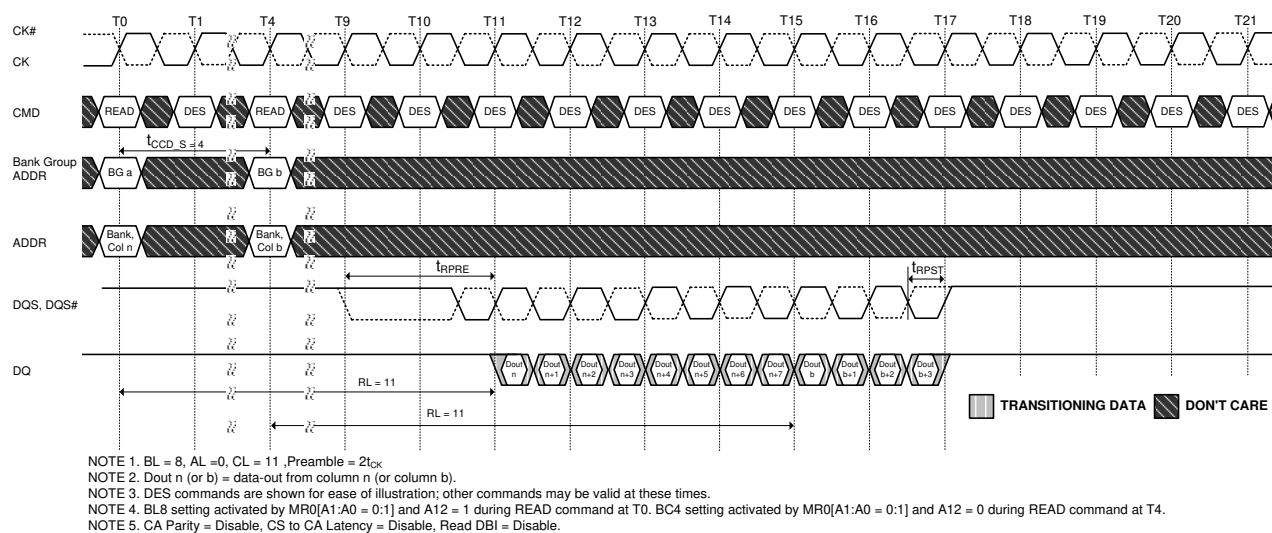 T0 T1 T4 T9 T10 T11 T12 T13 T14 T15 T16 T17 T18 T19 T20 T21
CK#
CK
CMD
READ DES READ DES DES DES DES DES DES DES DES DES DES DES DES DES
tCCD_S = 4
Bank Group
ADDR
BG a BG b
ADDR
Bank, Bank,
Col n Col b
tRPRE tRPST
DQS, DQS#
DQ
Dout Dout Dout Dout Dout Dout Dout Dout Dout Dout Dout Dout
n n+1 n+2 n+3 n+4 n+5 n+6 n+7 b b+1 b+2 b+3
RL = 11
RL = 11
TRANSITIONING DATA DON'T CARE
NOTE 1. BL = 8, AL =0, CL = 11 ,Preamble = 2tCK
NOTE 2. Dout n (or b) = data-out from column n (or column b).
NOTE 3. DES commands are shown for ease of illustration; other commands may be valid at these times.
NOTE 4. BL8 setting activated by MR0[A1:A0 = 0:1] and A12 = 1 during READ command at T0. BC4 setting activated by MR0[A1:A0 = 0:1] and A12 = 0 during READ command at T4.
NOTE 5. CA Parity = Disable, CS to CA Latency = Disable, Read DBI = Disable.